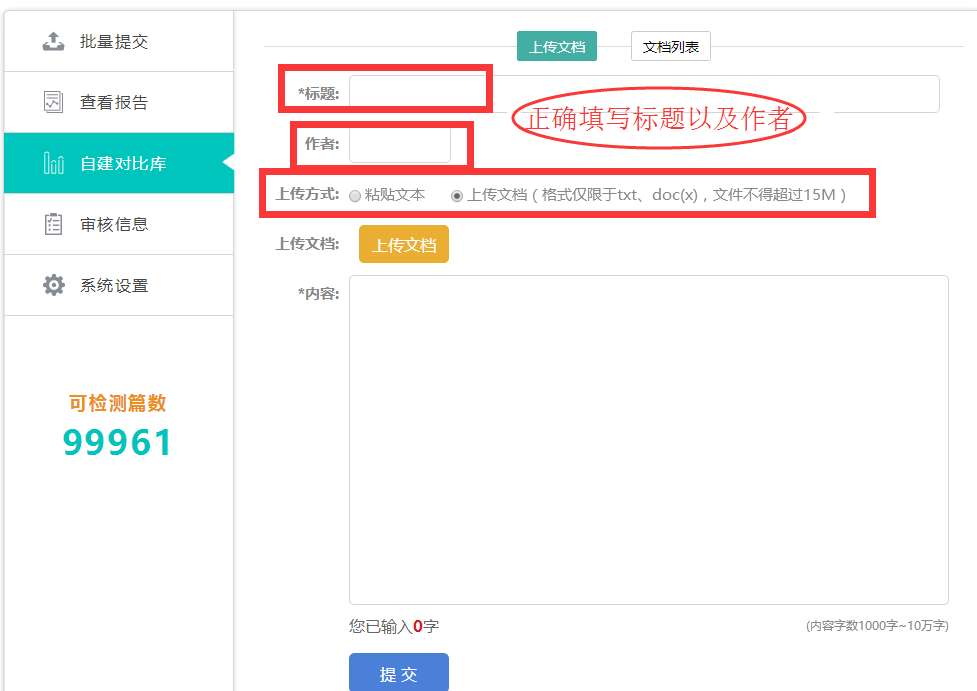 批量提交
查看报告
自建对比库
审核信息
系统设置
可检测篇数
99961
上传文档 文档列表
*标题:
正确填写标题以及作者
作者:
上传方式: 粘贴文本 上传文档（格式仅限于txt、doc(x)，文件不得超过15M）
上传文档: 上传文档
*内容:
您已输入0字 (内容字数1000字~10万字)
提 交